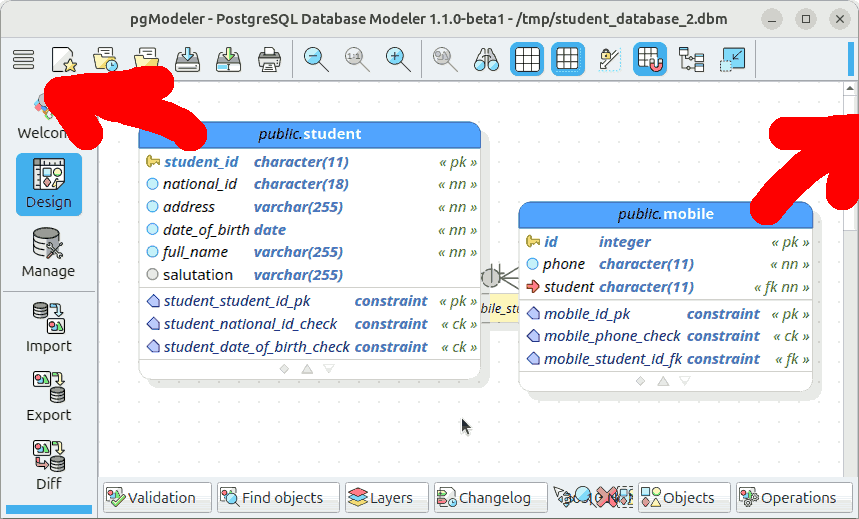 pgModeler - PostgreSQL Database Modeler 1.1.0-beta1 - /tmp/student_database_2.dbm
1:1
Design
Manage
Import
Export
Diff
public.student
student_id character(11) « pk »
national_id character(18) « nn »
address varchar(255) « nn »
date_of_birth date « nn »
full_name varchar(255) « nn »
salutation varchar(255)
student_student_id_pk constraint « pk »
student_national_id_check constraint « ck »
student_date_of_birth_check constraint « ck »
public.mobile
id integer « pk »
phone character(11) « nn »
student character(11) « fk nn »
mobile_id_pk constraint « pk »
mobile_phone_check constraint « ck »
mobile_student_id_fk constraint « fk »
Validation
Find objects
Layers
Changelog
Objects
Operations